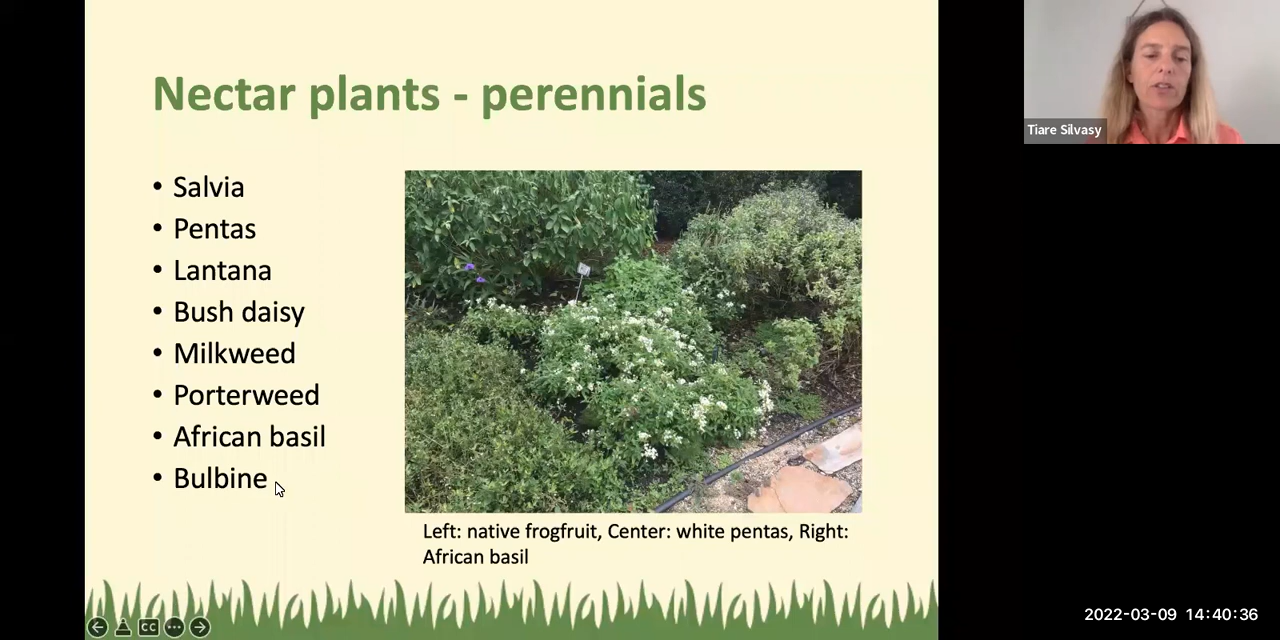 Nectar plants - perennials
• Salvia
• Pentas
• Lantana
• Bush daisy
• Milkweed
• Porterweed
• African basil
• Bulbine
Left: native frogfruit, Center: white pentas, Right:
African basil
CC
Tiare Silvasy
2022-03-09 14:40:36